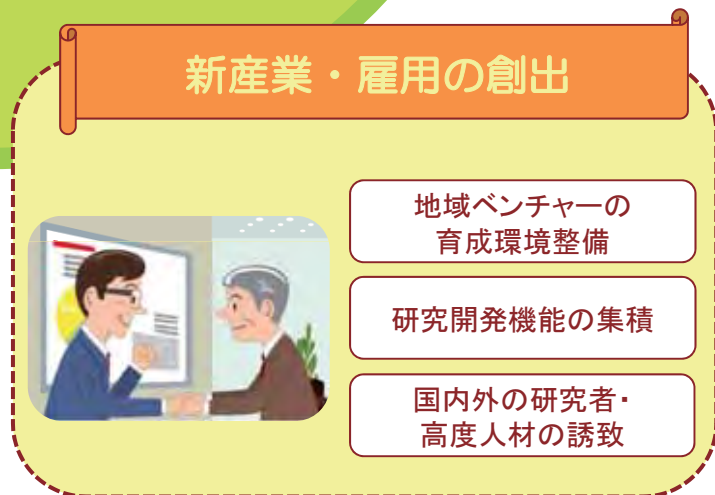 新産業・雇用の創出
地域ベンチャーの
育成環境整備
研究開発機能の集積
国内外の研究者・
高度人材の誘致